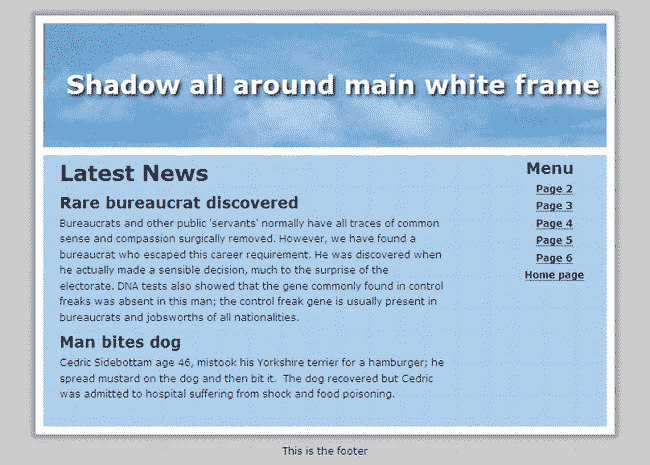 Shadow all around main white frame
Latest News
Rare bureaucrat discovered
Bureaucrats and other public 'servants' normally have all traces of common
sense and compassion surgically removed. However, we have found a
bureaucrat who escaped this career requirement. He was discovered when
he actually made a sensible decision, much to the surprise of the
electorate. DNA tests also showed that the gene commonly found in control
freaks was absent in this man; the control freak gene is usually present in
bureaucrats and jobsworths of all nationalities.
Man bites dog
Cedric Sidebottam age 46, mistook his Yorkshire terrier for a hamburger; he
spread mustard on the dog and then bit it.  The dog recovered but Cedric
was admitted to hospital suffering from shock and food poisoning.
Menu
Page 2
Page 3
Page 4
Page 5
Page 6
Home page
This is the footer